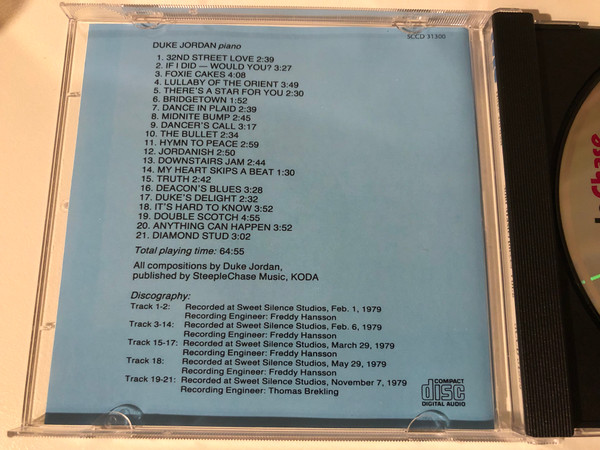 SCCD 31300
DUKE JORDAN piano
1. 32ND STREET LOVE 2:39
2. IF I DID — WOULD YOU? 3:27
3. FOXIE CAKES 4:08
4. LULLABY OF THE ORIENT 3:49
5. THERE'S A STAR FOR YOU 2:30
6. BRIDGETOWN 1:52
7. DANCE IN PLAID 2:39
8. MIDNITE BUMP 2:45
9. DANCER'S CALL 3:17
10. THE BULLET 2:34
11. HYMN TO PEACE 2:59
12. JORDANISH 2:50
13. DOWNSTAIRS JAM 2:44
14. MY HEART SKIPS A BEAT 1:30
15. TRUTH 2:42
16. DEACON'S BLUES 3:28
17. DUKE'S DELIGHT 2:32
18. IT'S HARD TO KNOW 3:52
19. DOUBLE SCOTCH 4:55
20. ANYTHING CAN HAPPEN 3:52
21. DIAMOND STUD 3:02
Total playing time: 64:55
All compositions by Duke Jordan,
published by SteepleChase Music, KODA
Discography:
Track 1-2: Recorded at Sweet Silence Studios, Feb. 1, 1979
Recording Engineer: Freddy Hansson
Track 3-14: Recorded at Sweet Silence Studios, Feb. 6, 1979
Recording Engineer: Freddy Hansson
Track 15-17: Recorded at Sweet Silence Studios, March 29, 1979
Recording Engineer: Freddy Hansson
Track 18: Recorded at Sweet Silence Studios, May 29, 1979
Recording Engineer: Freddy Hansson
Track 19-21: Recorded at Sweet Silence Studios, November 7, 1979
Recording Engineer: Thomas Brekling
COMPACT
disc
DIGITAL AUDIO
Chase